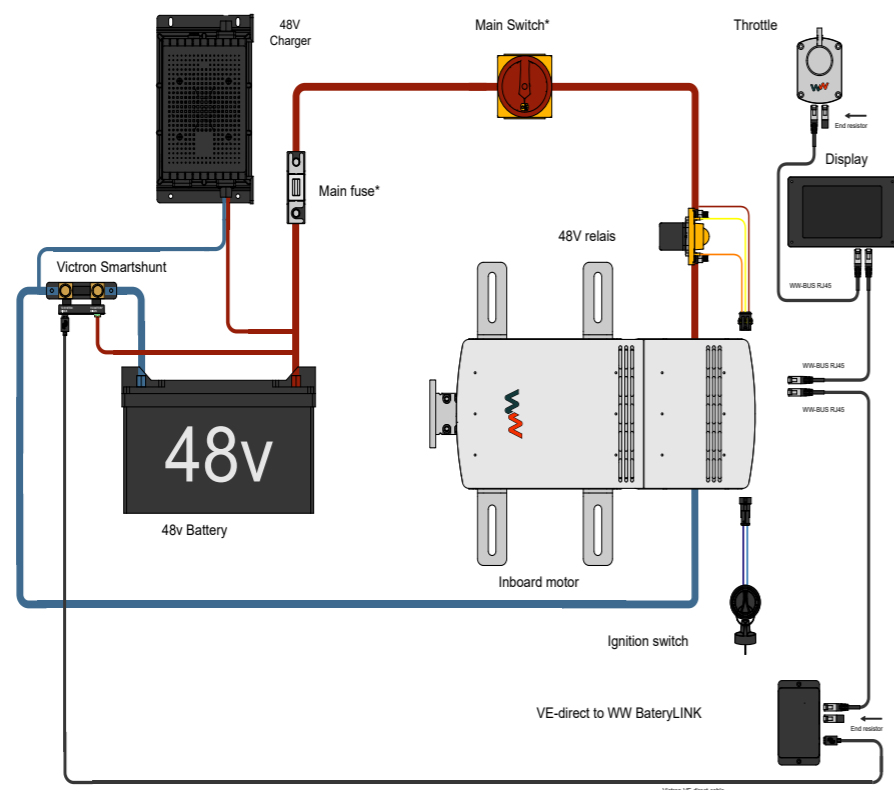 48V
Charger
Main Switch*
Throttle
End resistor
Main fuse*
Display
48V relais
Victron Smartshunt
WW-BUS RJ45
WW-BUS RJ45
WW-BUS RJ45
48v
48v Battery
Inboard motor
Ignition switch
VE-direct to WW BateryLINK
End resistor